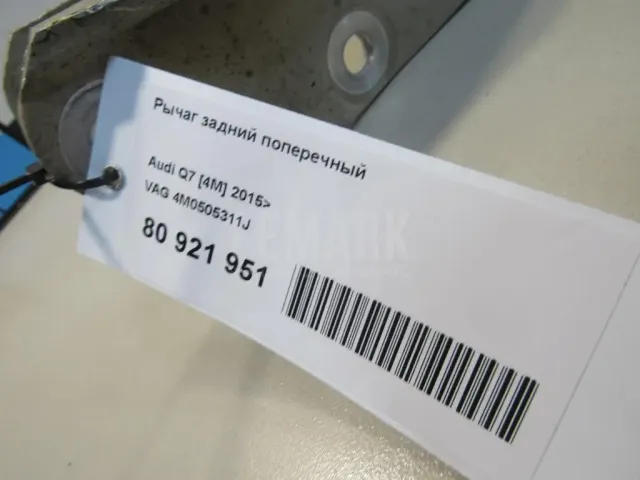 Рычаг задний поперечный
Audi Q7 [4M] 2015>
VAG 4M0505311J
80 921 951